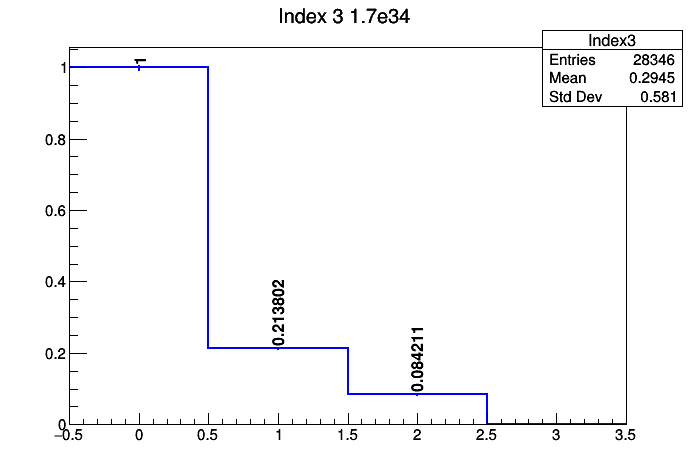 Index 3 1.7e34
Index3
Entries 28346
Mean 0.2945
Std Dev 0.581
1
0.8
0.6
0.4
0.2
0
1
0.213802
0.084211
−0.5 0 0.5 1 1.5 2 2.5 3 3.5